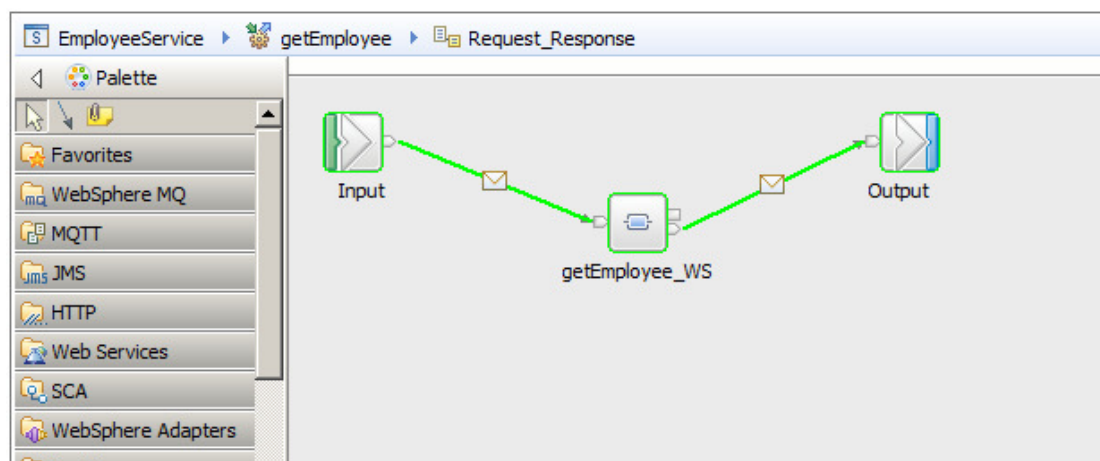 EmployeeService getEmployee Request_Response
Palette
Favorites
WebSphere MQ
MQTT
JMS
HTTP
Web Services
SCA
WebSphere Adapters
Input
Output
getEmployee_WS